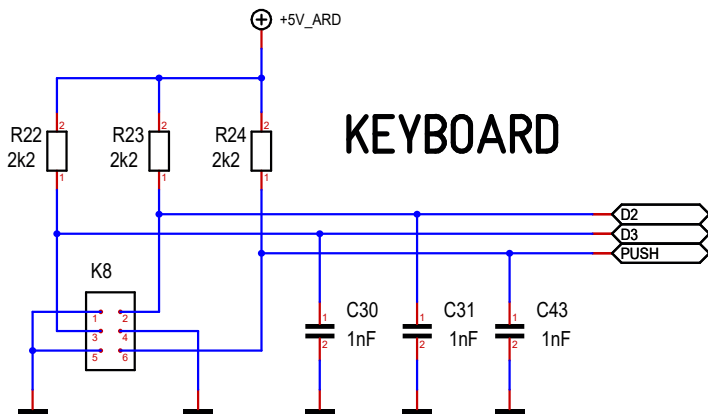 +5V_ARD
2 2 2
R22 R23 R24
2k2 2k2 2k2
1 1 1
KEYBOARD
D2
D3
PUSH
K8
1 2
3 4
5 6
C30 C31 C43
1 1 1
1nF 1nF 1nF
2 2 2